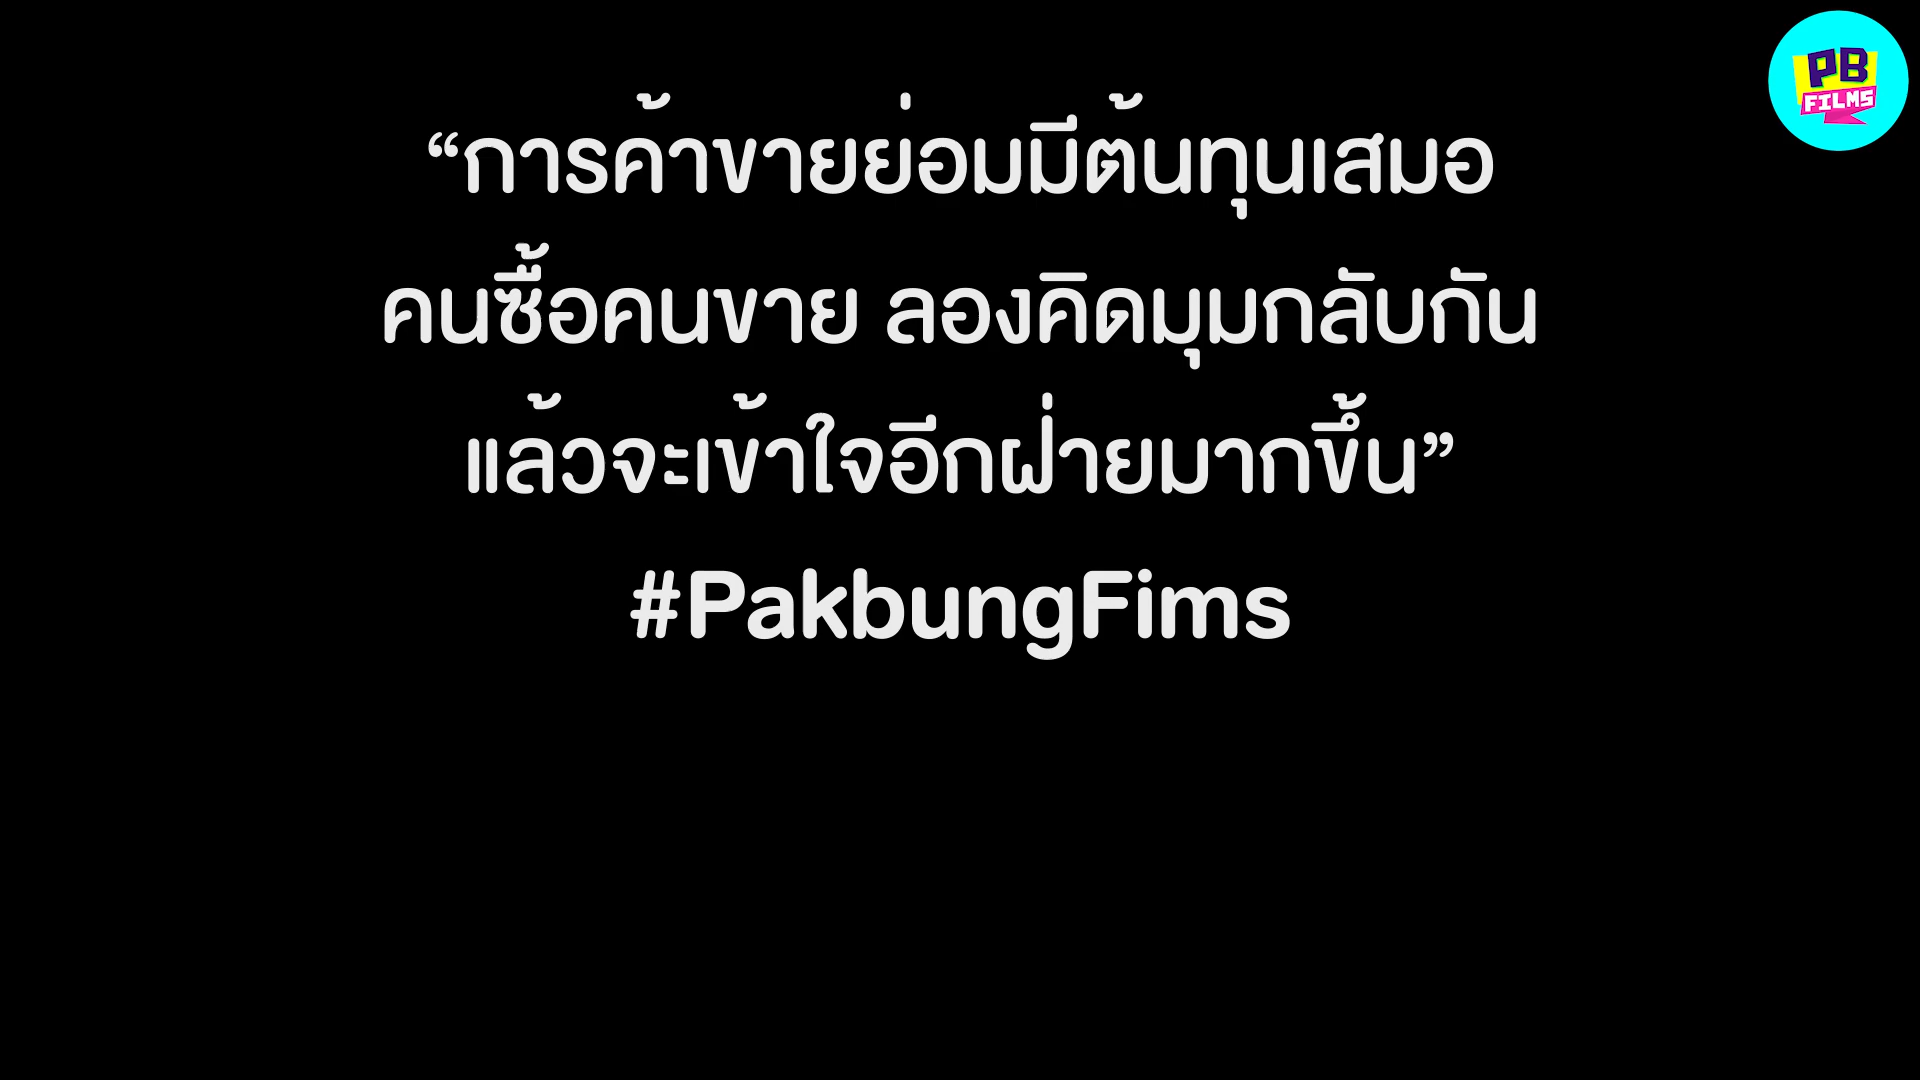 “การค้าขายย่อมมีต้นทุนเสมอ
คนซื้อคนขาย ลองคิดมุมกลับกัน
แล้วจะเข้าใจอีกฝ่ายมากขึ้น”
#PakbungFims
PB
FILMS